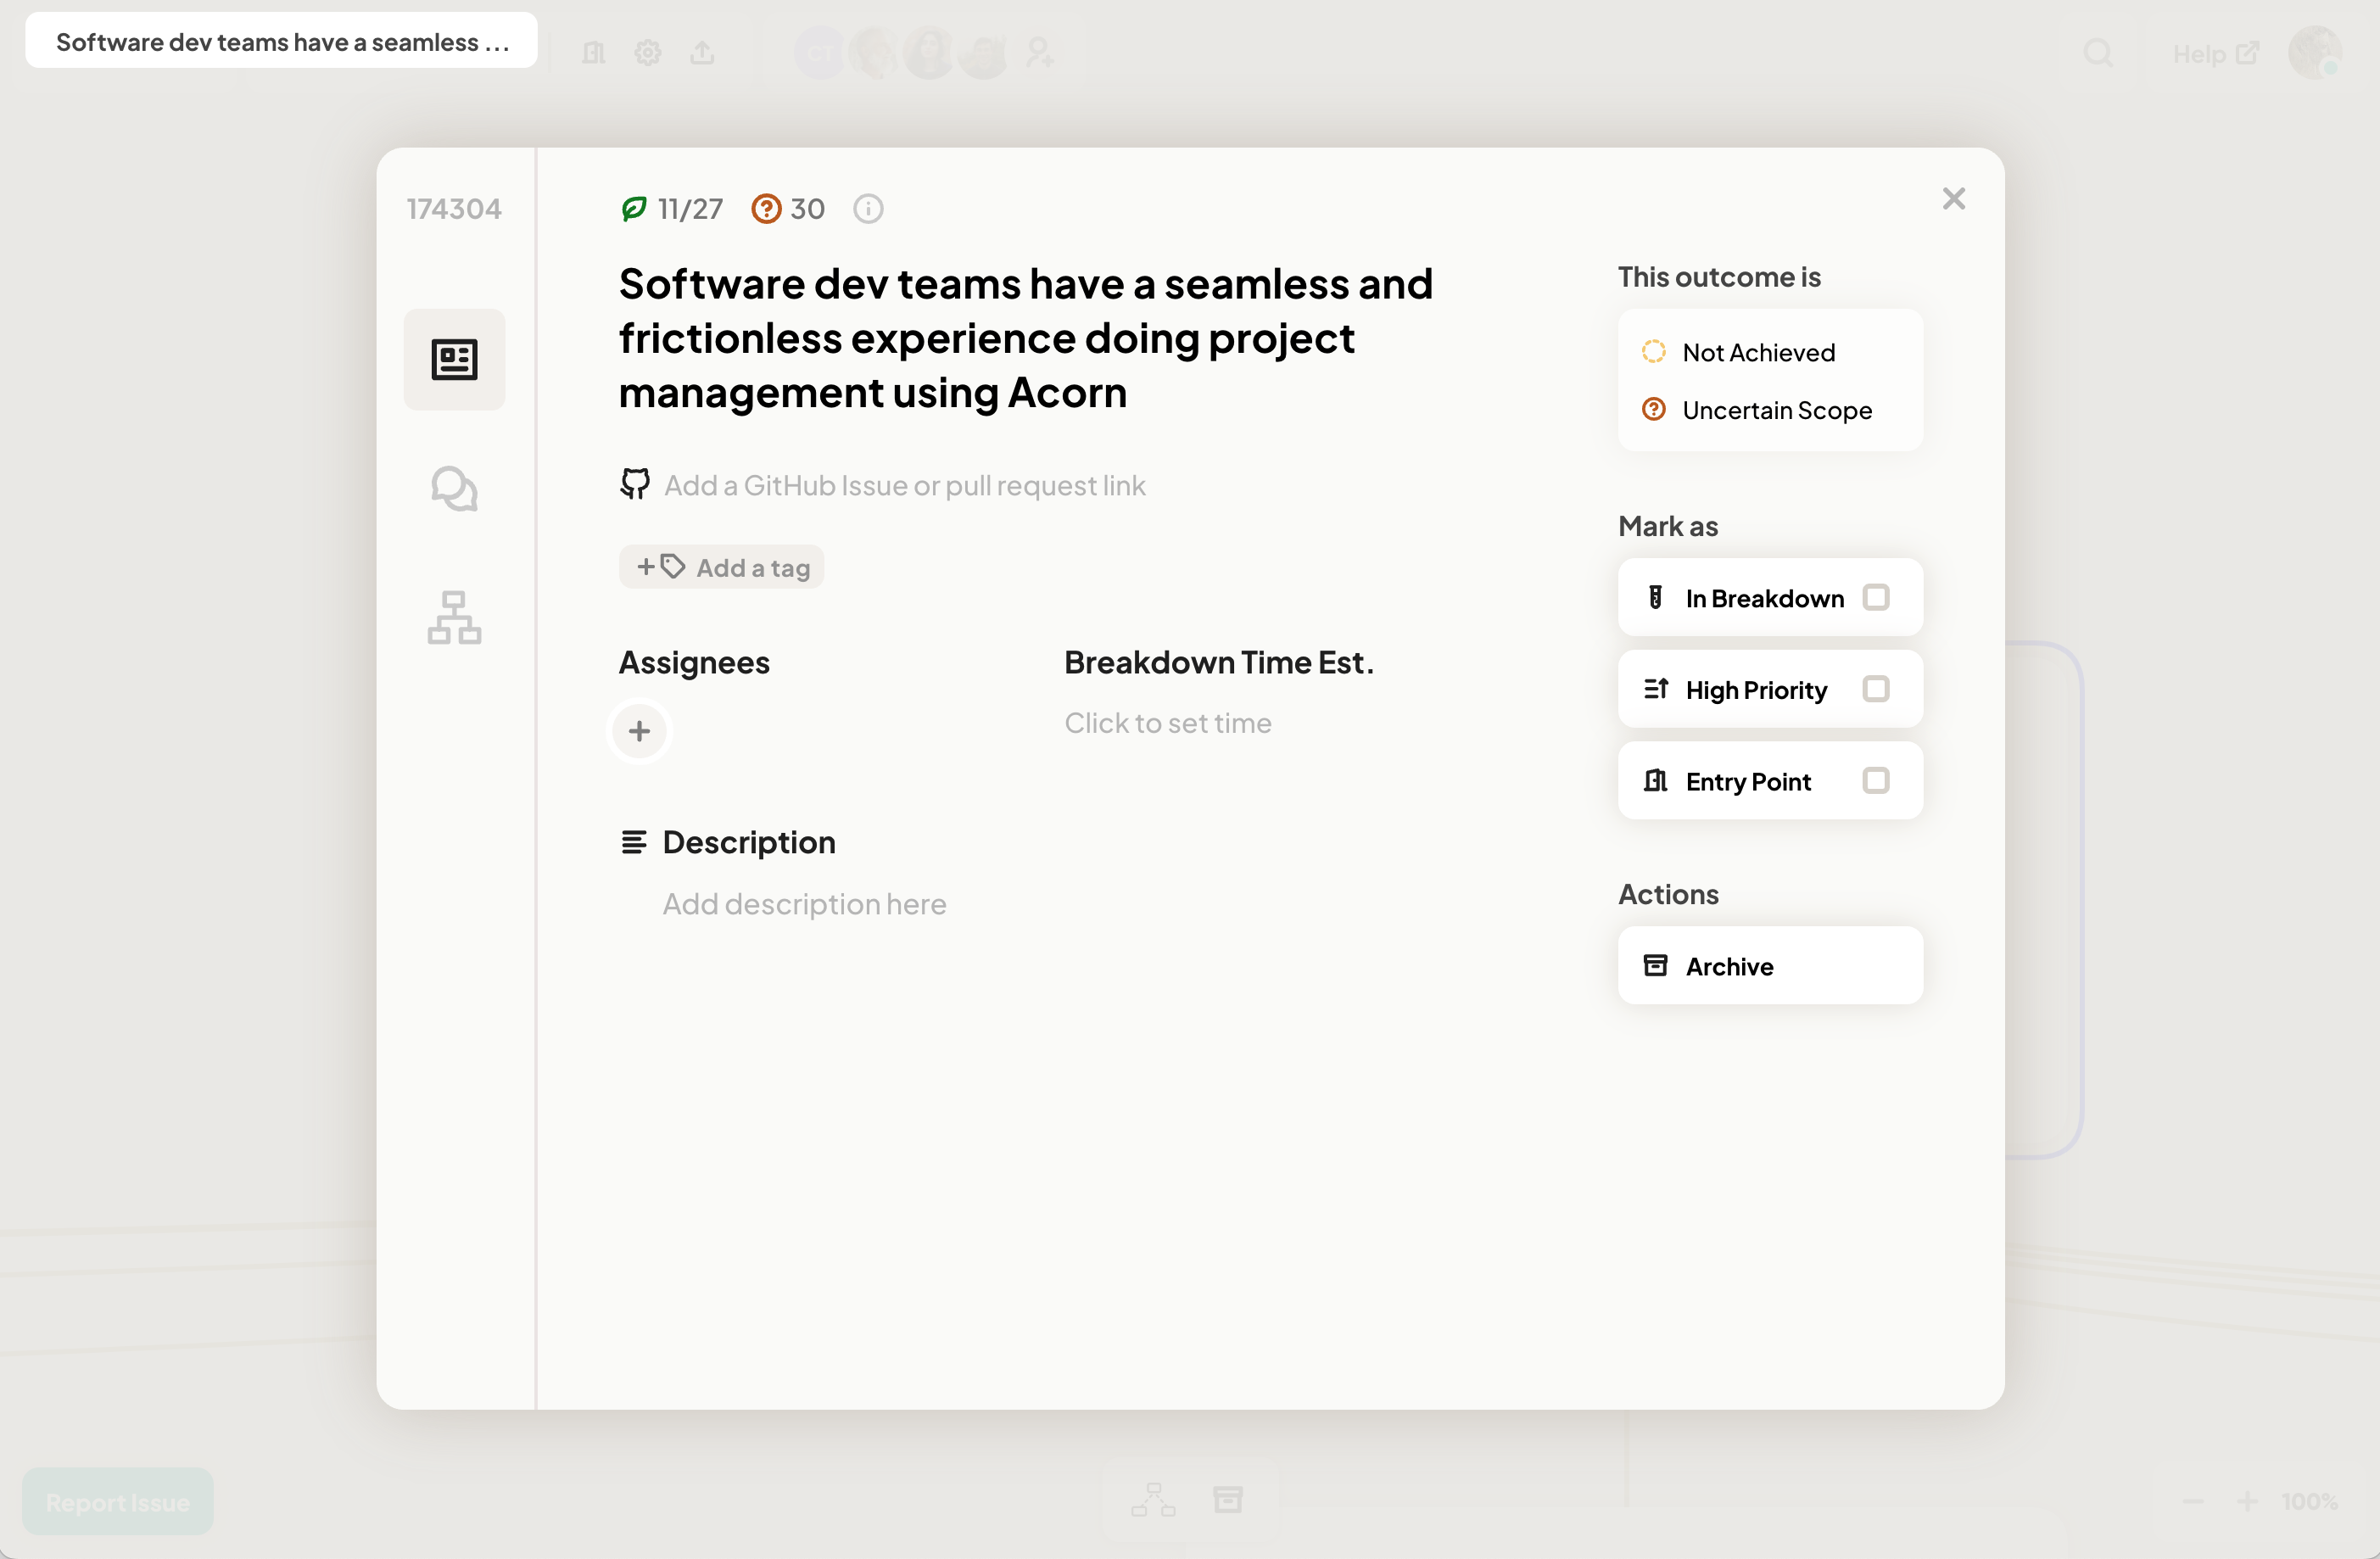 Software dev teams have a seamless ...
CT
Help
174304
11/27 30
Software dev teams have a seamless and
frictionless experience doing project
management using Acorn
Add a GitHub Issue or pull request link
Add a tag
Assignees
Breakdown Time Est.
Click to set time
Description
Add description here
This outcome is
Not Achieved
Uncertain Scope
Mark as
In Breakdown
High Priority
Entry Point
Actions
Archive
Report Issue
100%